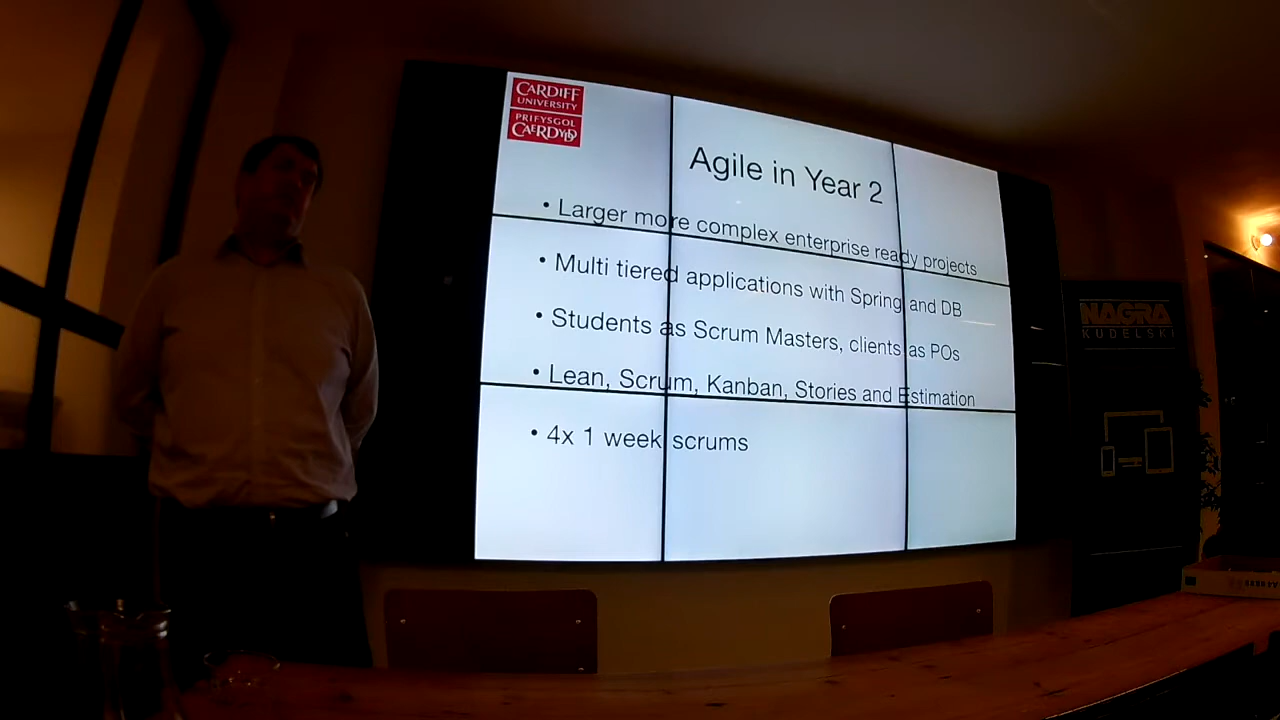 CARDIFF
UNIVERSITY
PRIFYSGOL
CAERDYDD
Agile in Year 2
• Larger more complex enterprise ready projects
• Multi tiered applications with Spring and DB
• Students as Scrum Masters, clients as POs
• Lean, Scrum, Kanban, Stories and Estimation
• 4x 1 week scrums
NAGRA
KUDELSKI